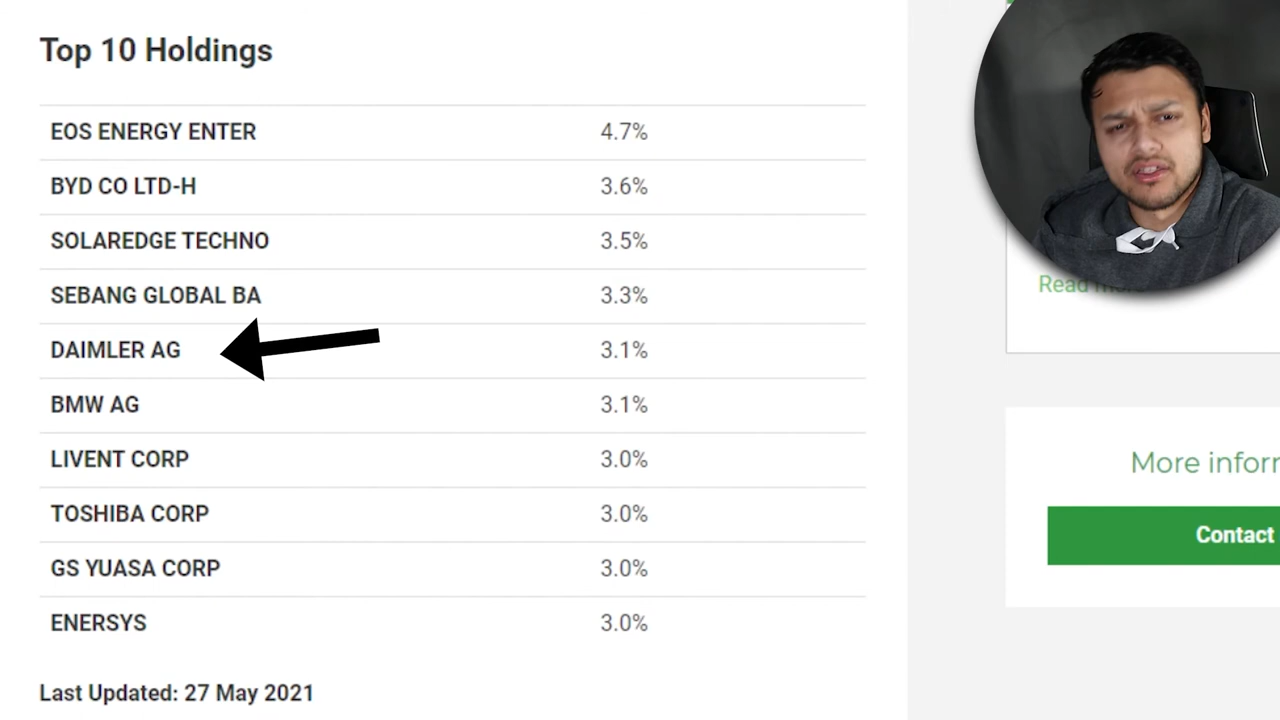 Top 10 Holdings
EOS ENERGY ENTER 4.7%
BYD CO LTD-H 3.6%
SOLAREDGE TECHNO 3.5%
SEBANG GLOBAL BA 3.3%
DAIMLER AG 3.1%
BMW AG 3.1%
LIVENT CORP 3.0%
TOSHIBA CORP 3.0%
GS YUASA CORP 3.0%
ENERSYS 3.0%
Last Updated: 27 May 2021
Read
More
Contact